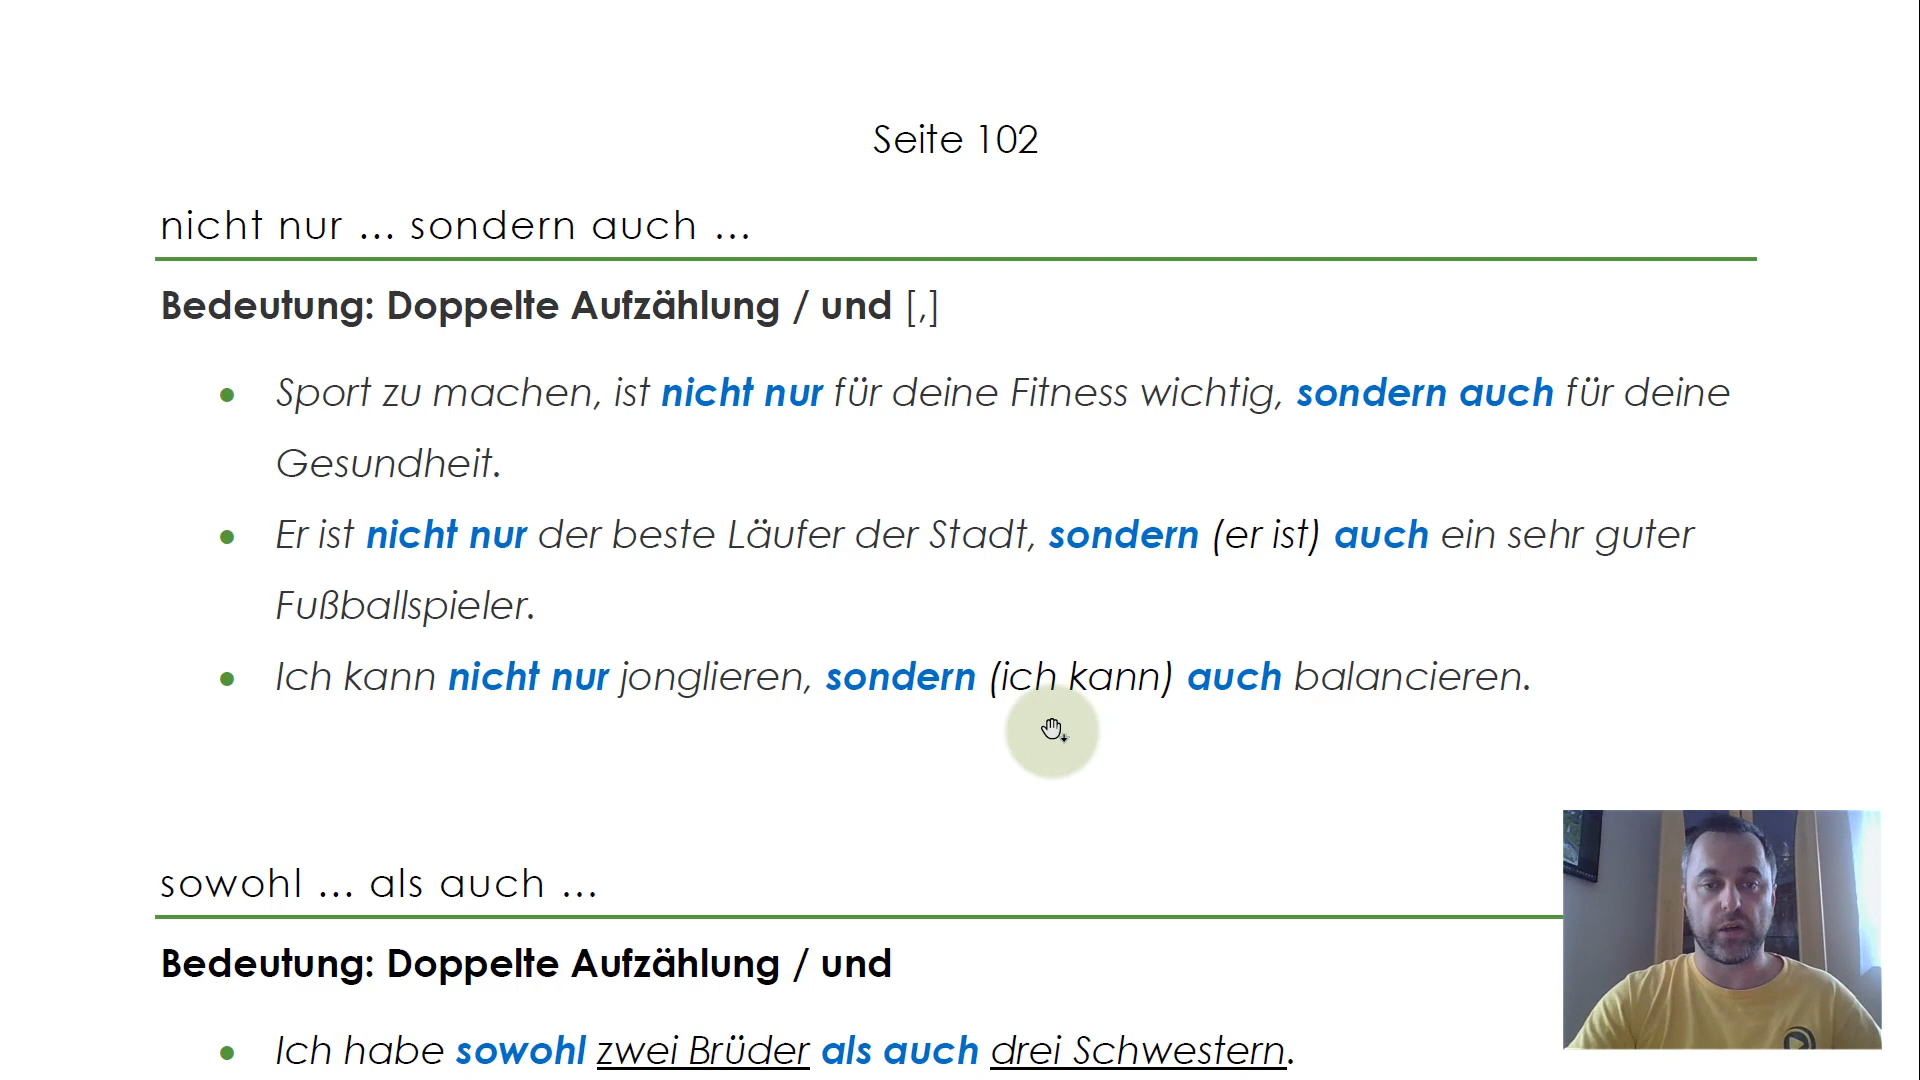 Seite 102
nicht nur ... sondern auch ...
Bedeutung: Doppelte Aufzählung / und [,]
Sport zu machen, ist nicht nur für deine Fitness wichtig, sondern auch für deine
Gesundheit.
Er ist nicht nur der beste Läufer der Stadt, sondern (er ist) auch ein sehr guter
Fußballspieler.
Ich kann nicht nur jonglieren, sondern (ich kann) auch balancieren.
sowohl ... als auch ...
Bedeutung: Doppelte Aufzählung / und
Ich habe sowohl zwei Brüder als auch drei Schwestern.